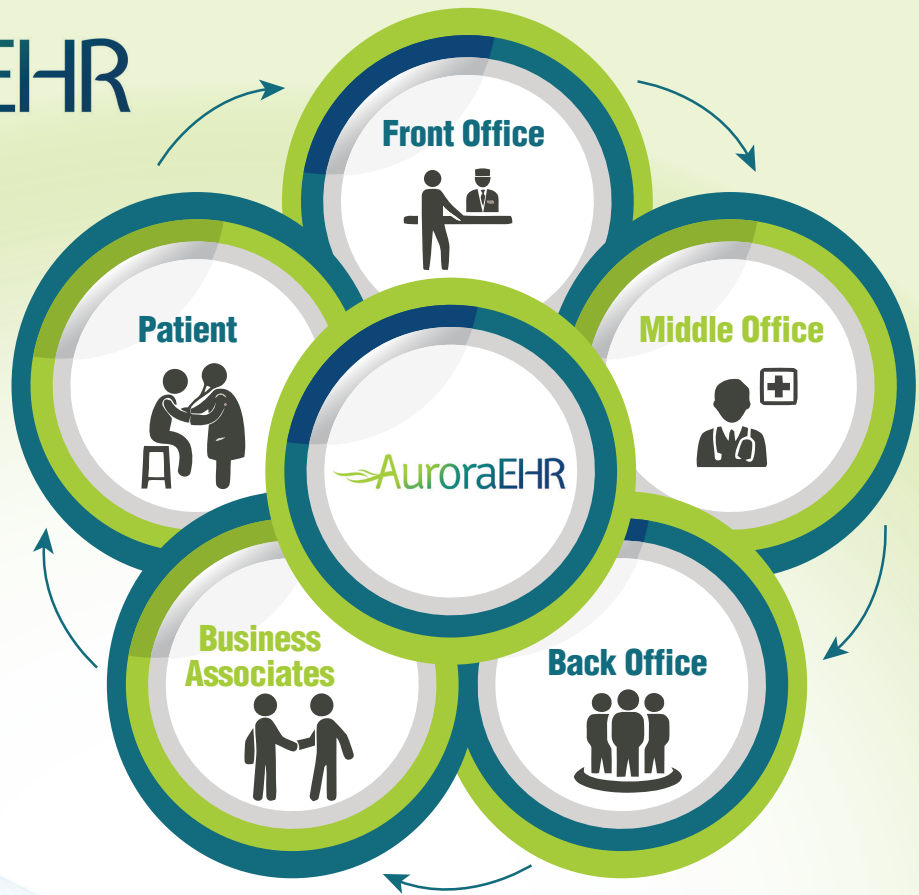 EHR
Front Office
Patient
Middle Office
AuroraEHR
Business
Associates
Back Office